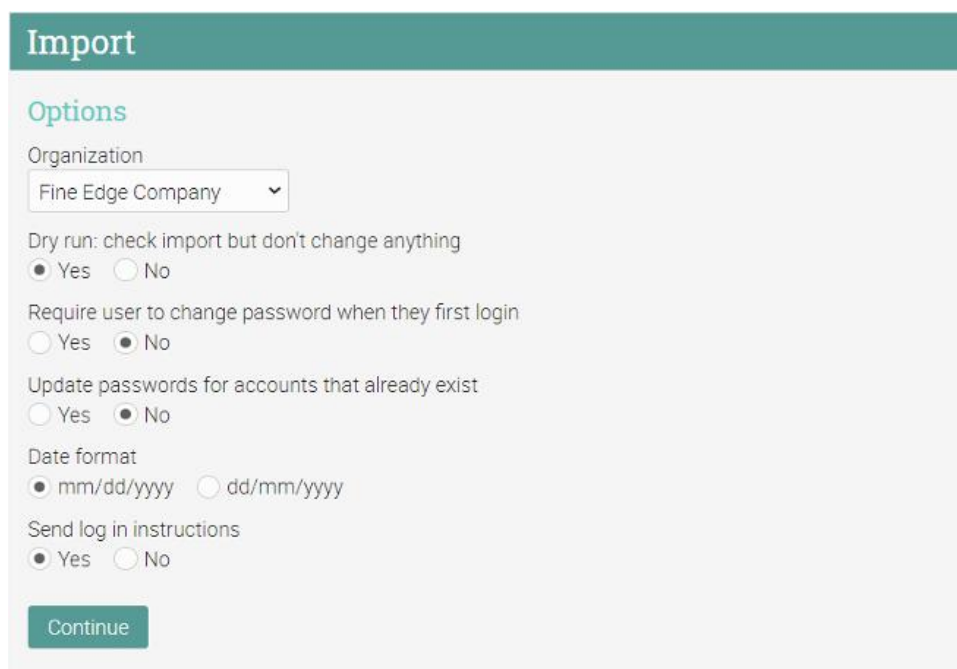 Import
Options
Organization
Fine Edge Company
Dry run: check import but don't change anything
Yes No
Require user to change password when they first login
Yes No
Update passwords for accounts that already exist
Yes No
Date format
mm/dd/yyyy dd/mm/yyyy
Send log in instructions
Yes No
Continue